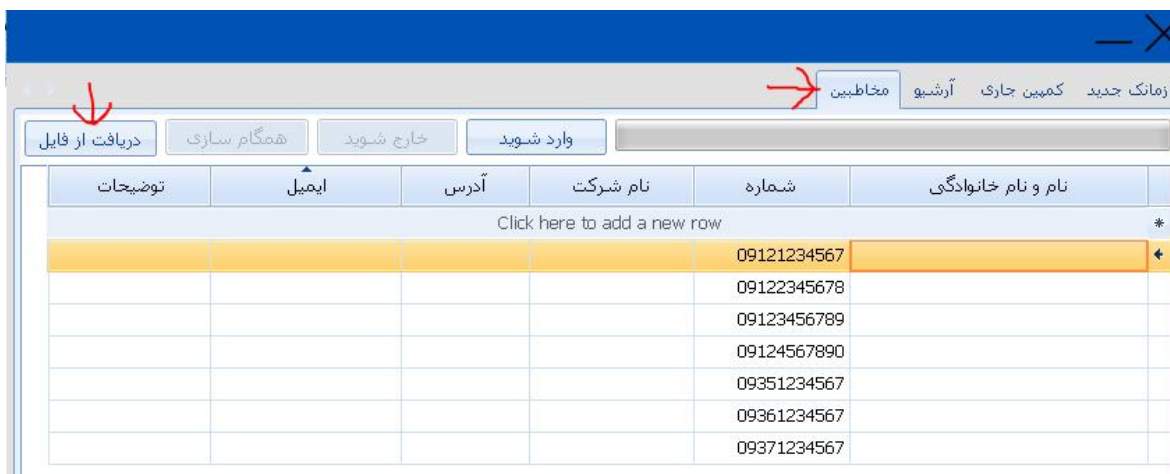 زمانک جدید کمپین جاری آرشیو مخاطبین
وارد شوید خارج شوید همگام سازی دریافت از فایل
نام و نام خانوادگی شماره نام شرکت آدرس ایمیل توضیحات
Click here to add a new row
09121234567
09122345678
09123456789
09124567890
09351234567
09361234567
09371234567